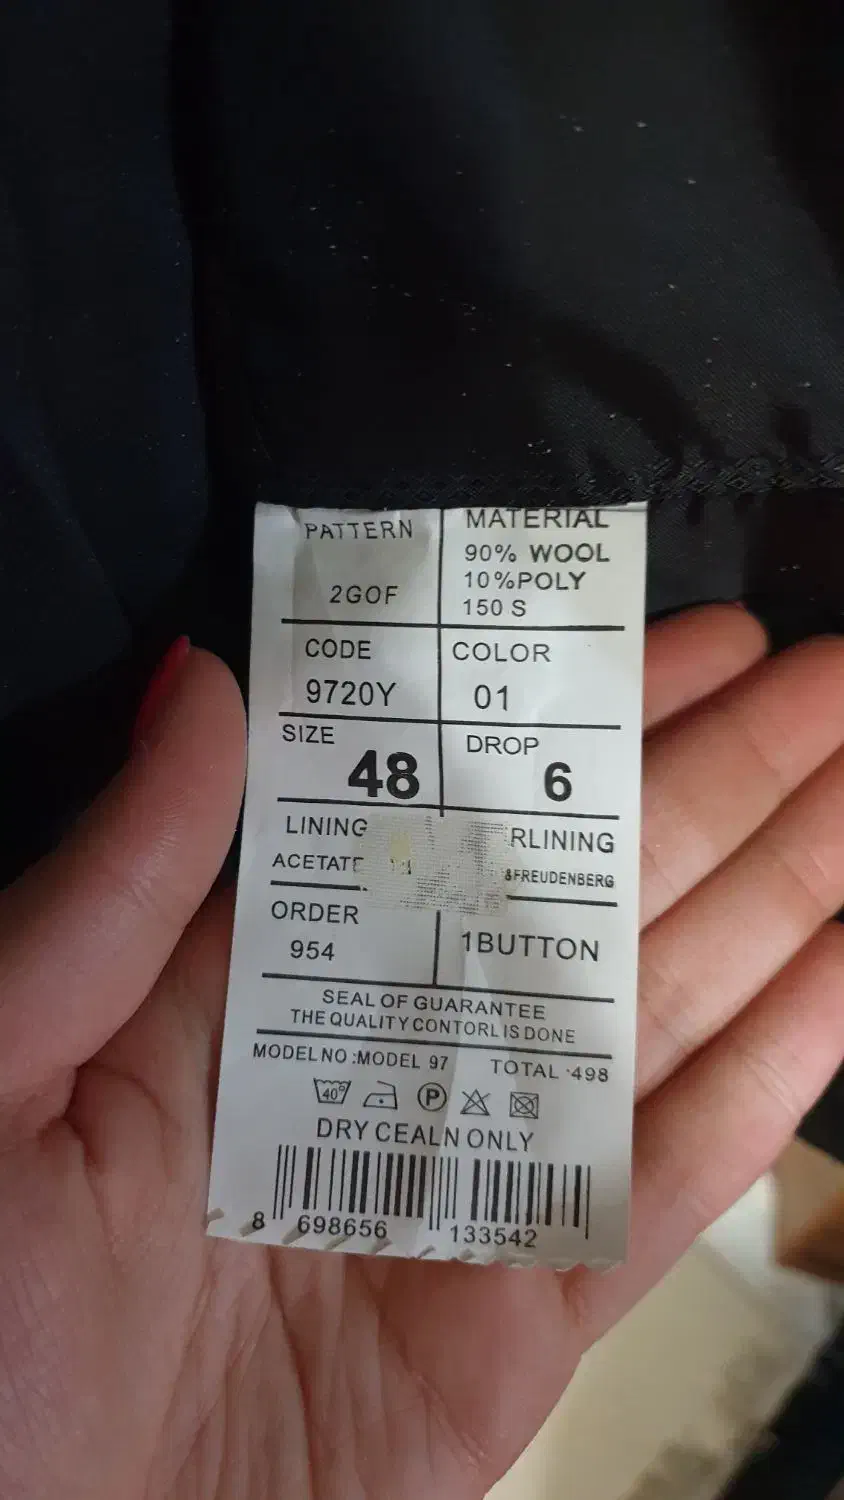 PATTERN
2GOF
MATERIAL
90% WOOL
10%POLY
150 S
CODE
9720Y
COLOR
01
SIZE
48
DROP
6
LINING
ACETATE
RLINING
&FREUDENBERG
ORDER
954
1BUTTON
SEAL OF GUARANTEE
THE QUALITY CONTORL IS DONE
MODEL NO :MODEL 97 TOTAL ·498
40°
P
DRY CEALN ONLY
8 698656 133542